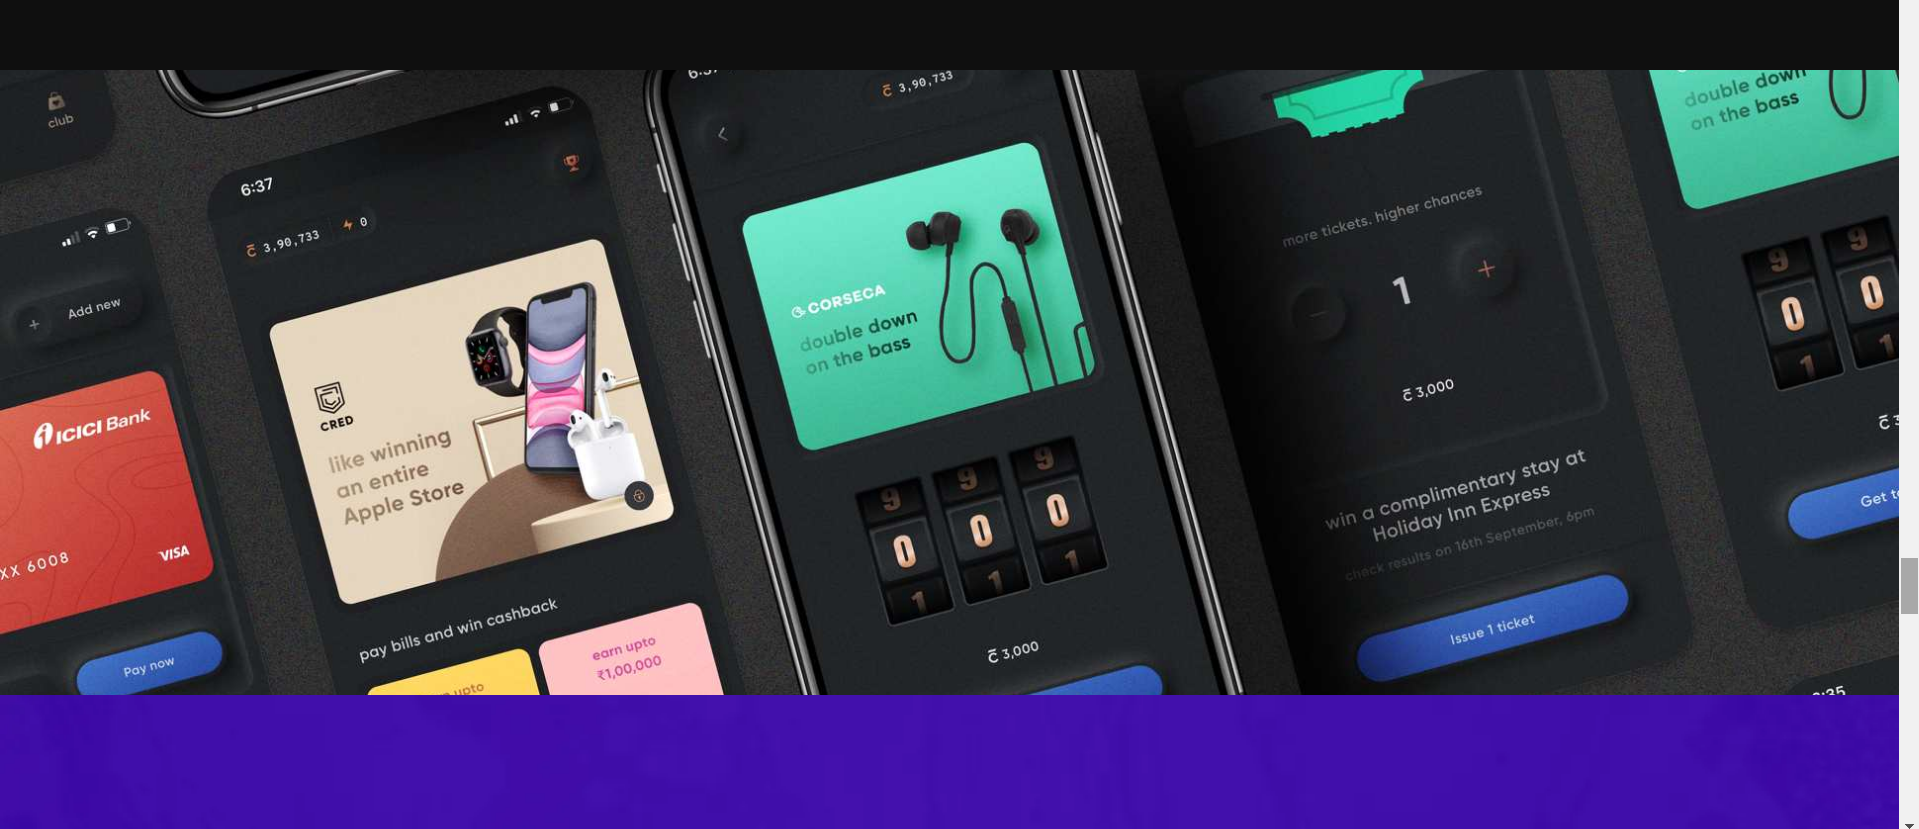 club
Add new
ICICI Bank
XX 6008
VISA
Pay now
6:37
3,90,733
0
CRED
like winning
an entire
Apple Store
pay bills and win cashback
upto
earn upto
₹1,00,000
3,90,733
CORSECA
double down
on the bass
9 9 9
0 0 0
1 1 1
3,000
more tickets. higher chances
1
3,000
win a complimentary stay at
Holiday Inn Express
check results on 16th September, 6pm
Issue 1 ticket
double down
on the bass
9 9
0 0
1 1
Get